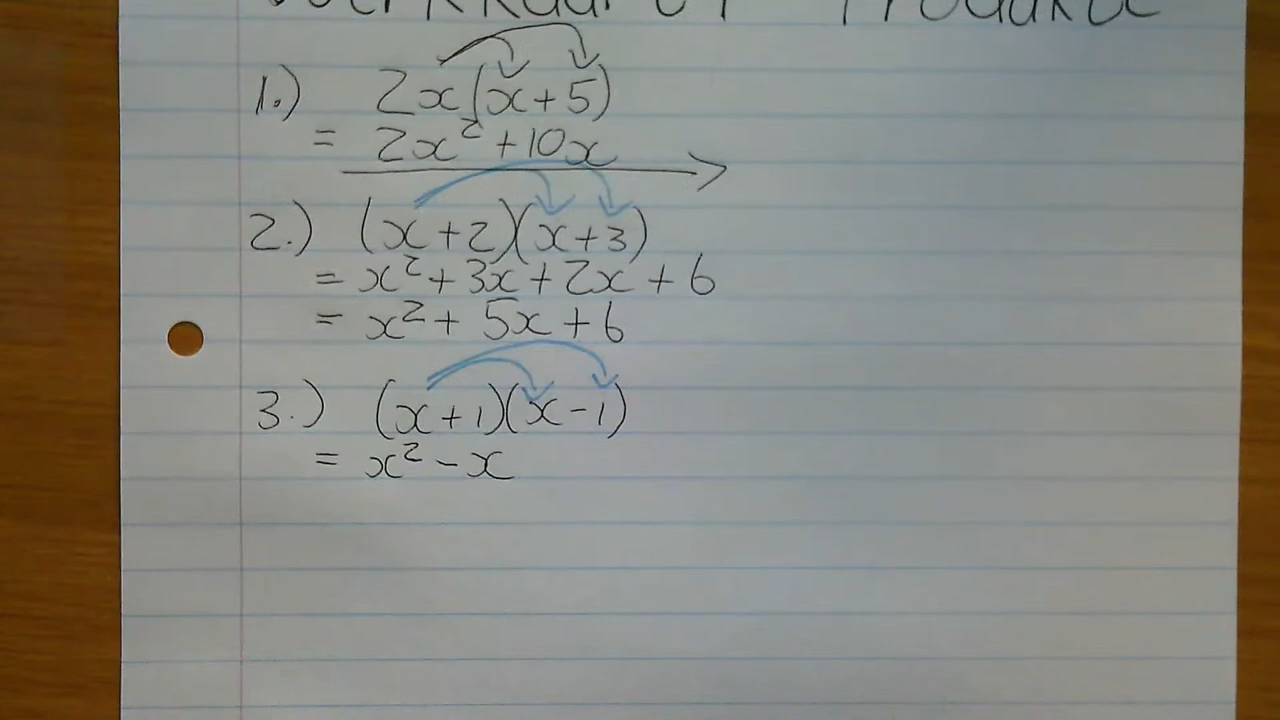 1.) 2x(x+5)
= 2x² +10x
2.) (x+2)(x+3)
= x² + 3x + 2x + 6
= x² + 5x + 6
3.) (x+1)(x-1)
= x² - x